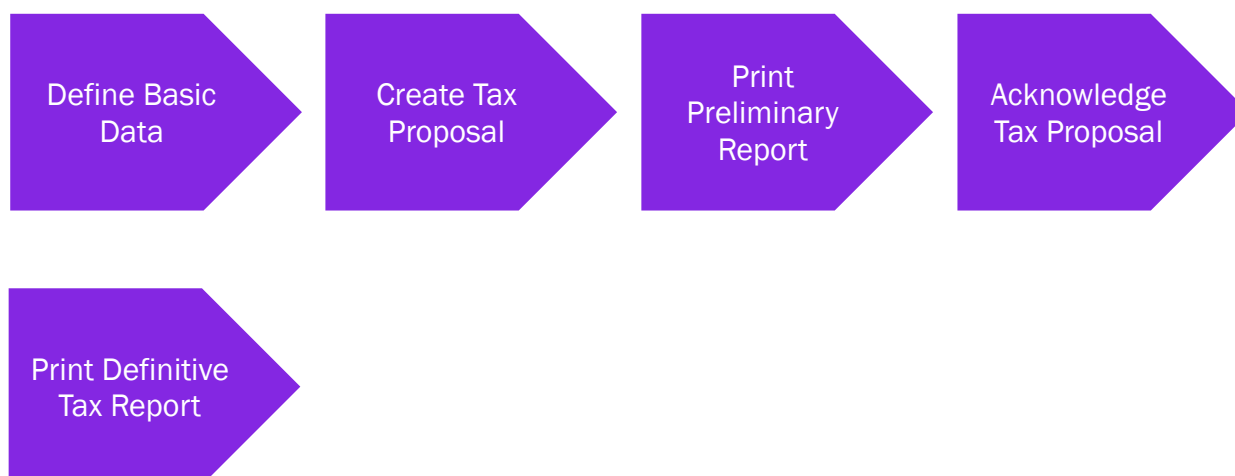 Define Basic
Data
Create Tax
Proposal
Print
Preliminary
Report
Acknowledge
Tax Proposal
Print Definitive
Tax Report